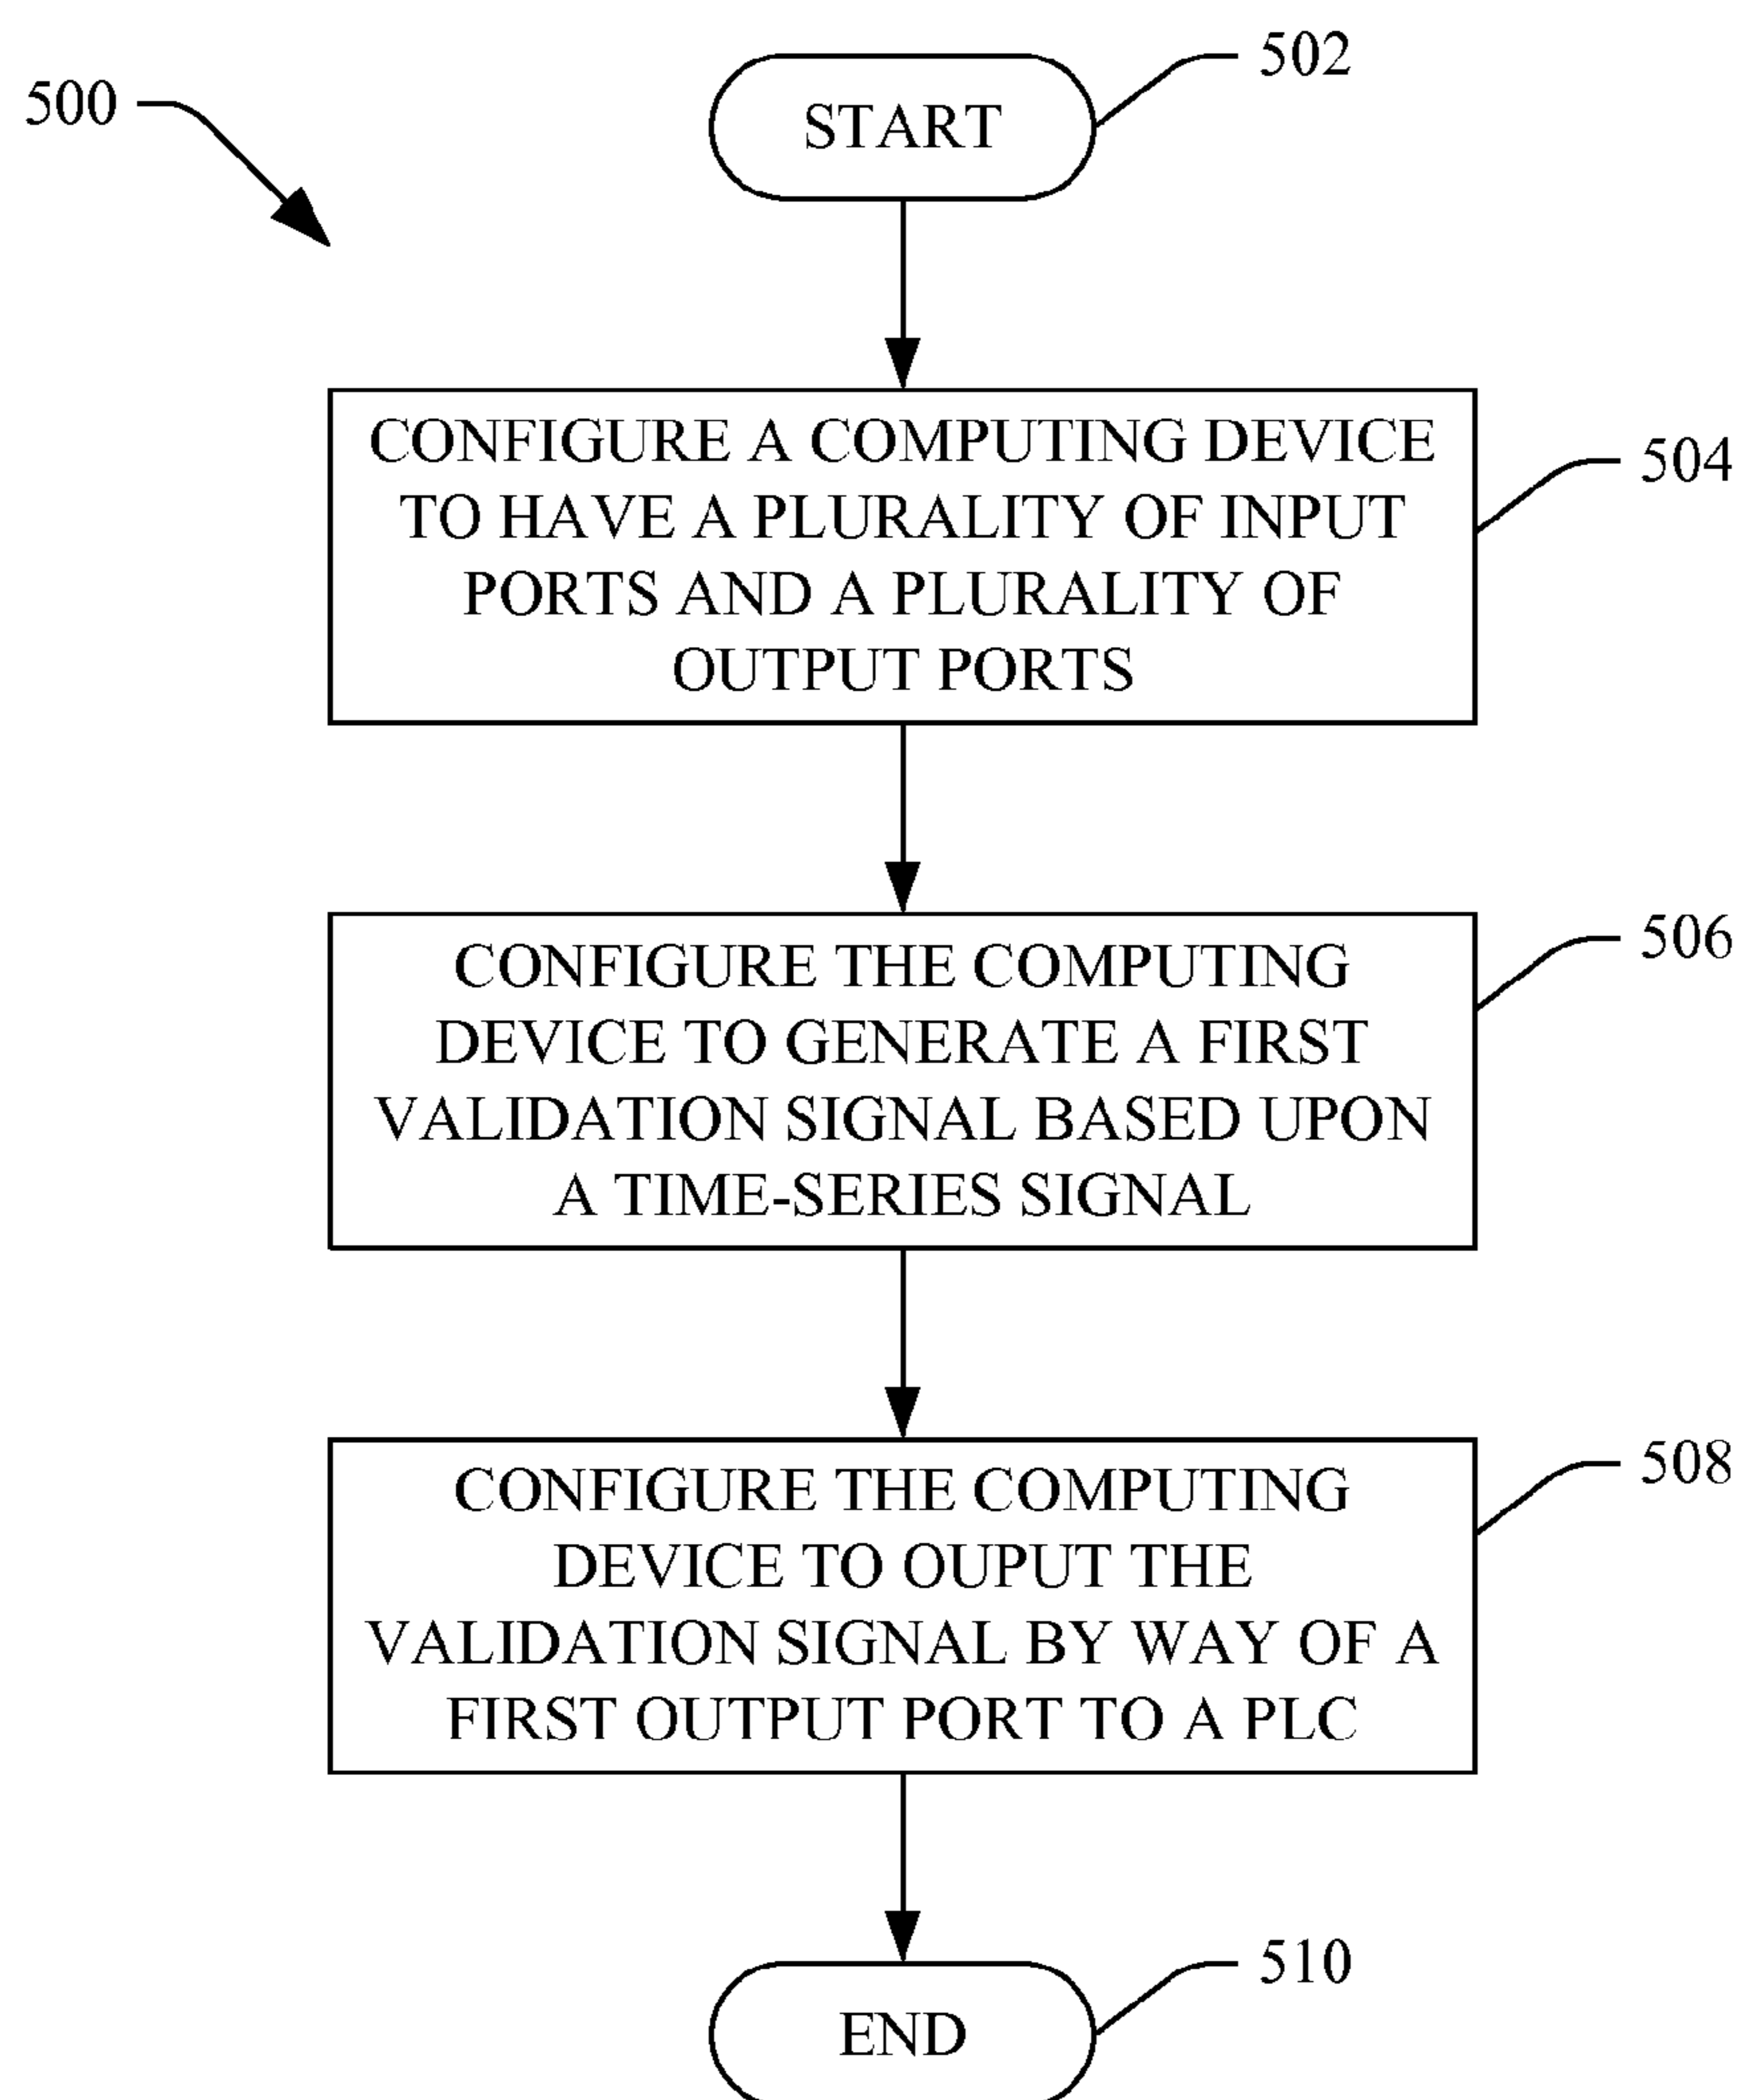 502
500
START
CONFIGURE A COMPUTING DEVICE
TO HAVE A PLURALITY OF INPUT
PORTS AND A PLURALITY OF
OUTPUT PORTS
504
CONFIGURE THE COMPUTING
DEVICE TO GENERATE A FIRST
VALIDATION SIGNAL BASED UPON
A TIME-SERIES SIGNAL
506
CONFIGURE THE COMPUTING
DEVICE TO OUPUT THE
VALIDATION SIGNAL BY WAY OF A
FIRST OUTPUT PORT TO A PLC
508
510
END